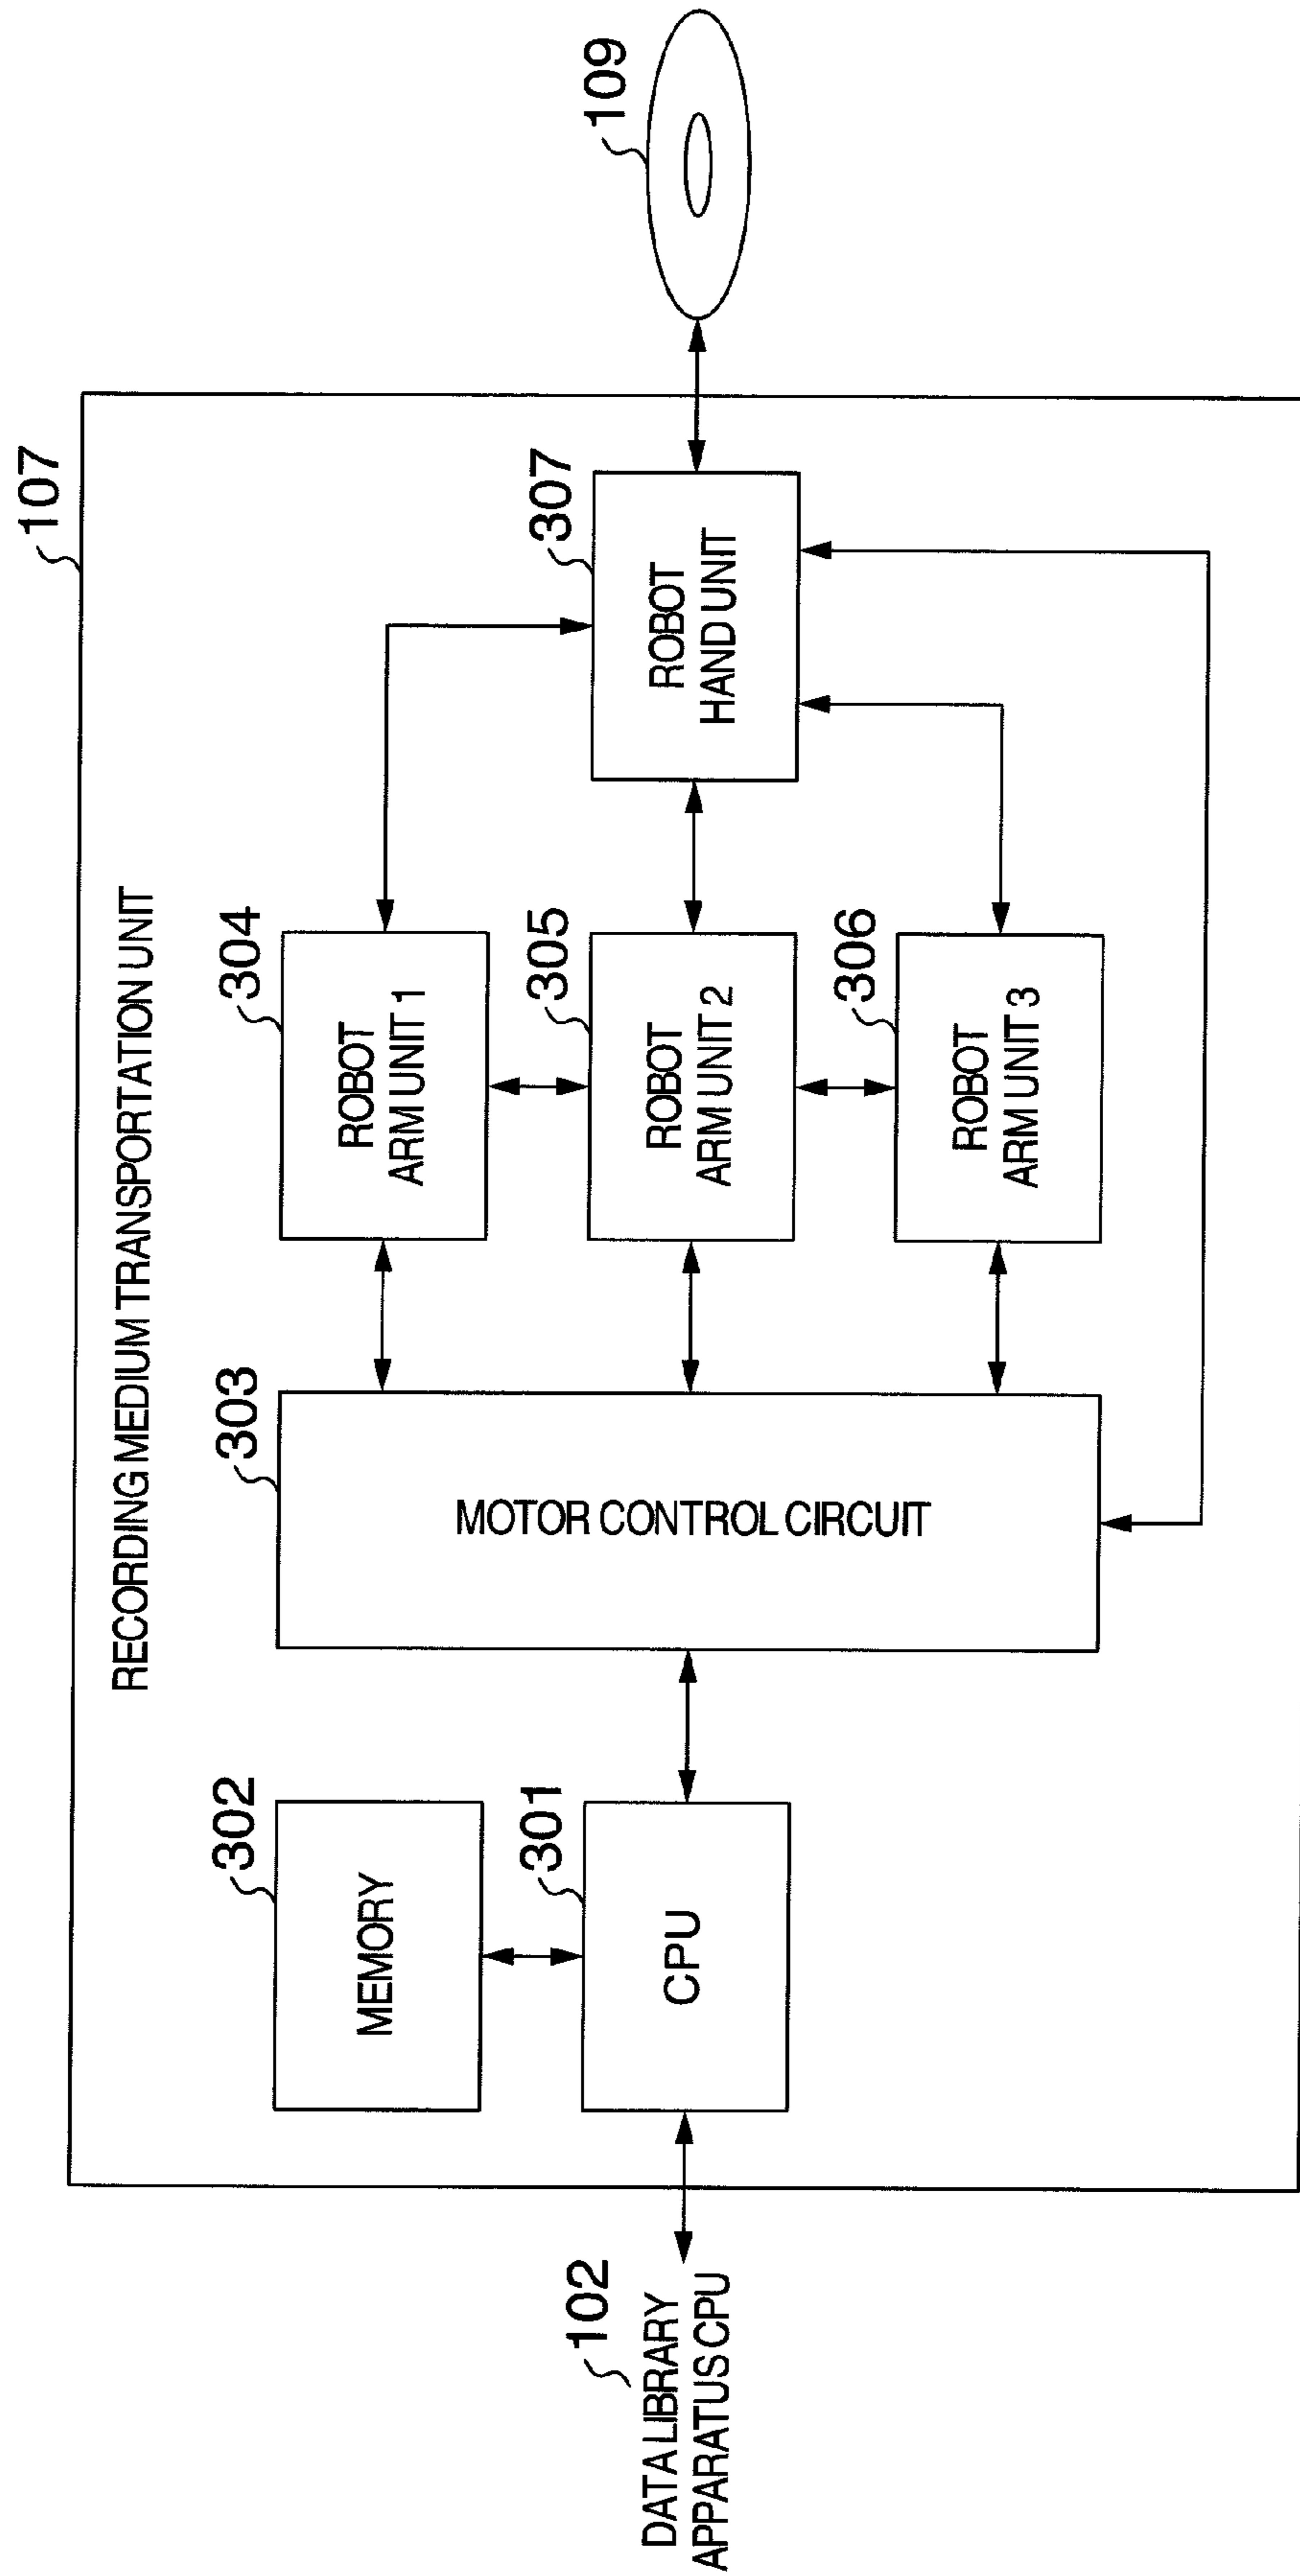 107
RECORDING MEDIUM TRANSPORTATION UNIT
109
302
MEMORY
301
CPU
303
MOTOR CONTROL CIRCUIT
304
ROBOT
ARM UNIT 1
305
ROBOT
ARM UNIT 2
306
ROBOT
ARM UNIT 3
307
ROBOT
HAND UNIT
102
DATA LIBRARY
APPARATUS CPU